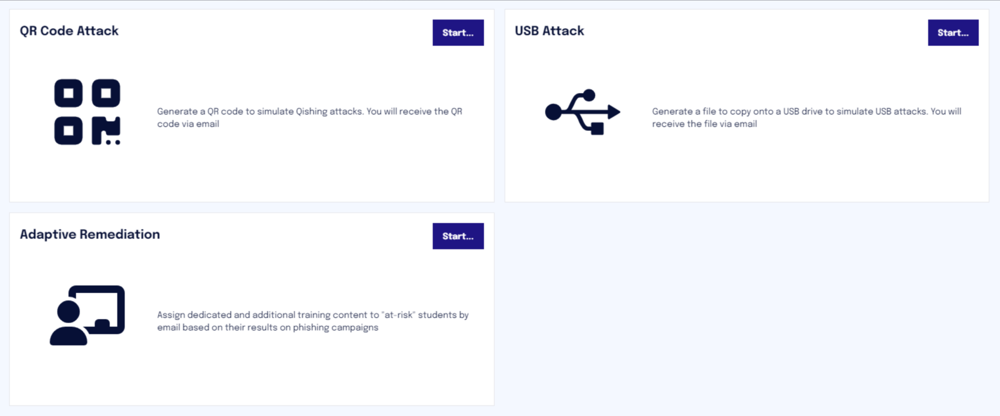 QR Code Attack
Start...
Generate a QR code to simulate Qishing attacks. You will receive the QR
code via email
USB Attack
Start...
Generate a file to copy onto a USB drive to simulate USB attacks. You will
receive the file via email
Adaptive Remediation
Start...
Assign dedicated and additional training content to "at-risk" students by
email based on their results on phishing campaigns